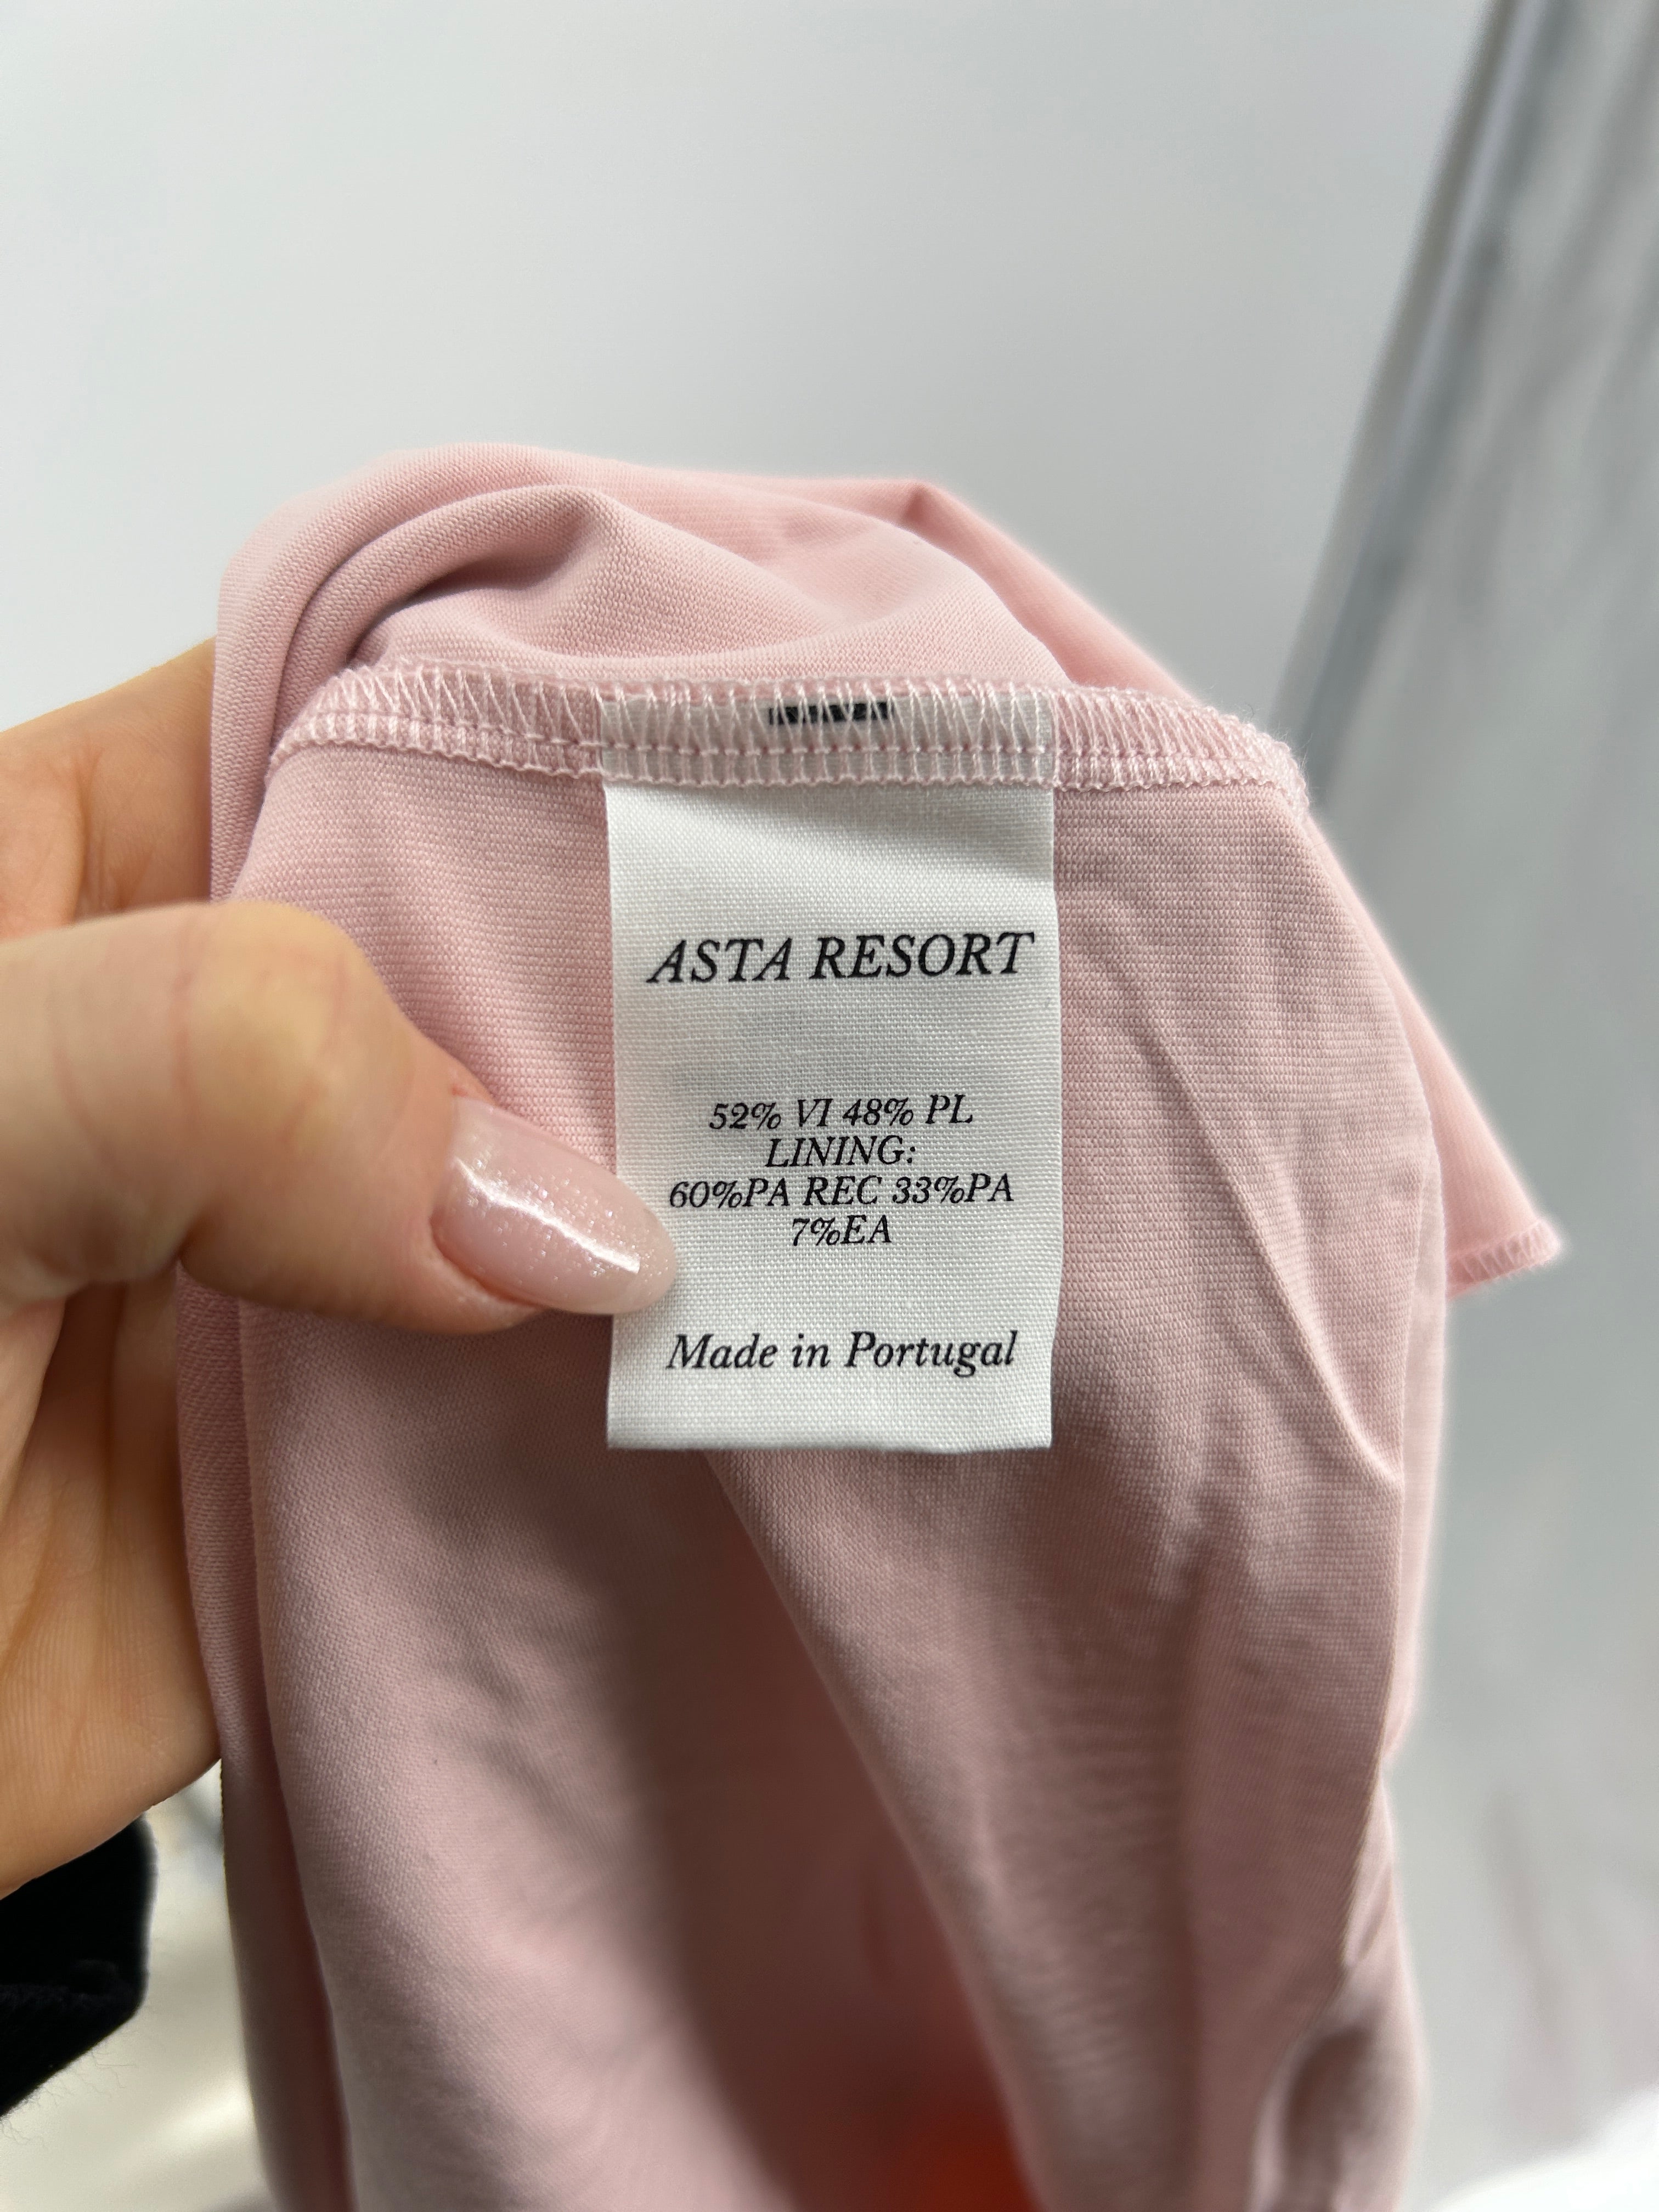 ASTA RESORT
52% VI 48% PL
LINING:
60%PA REC 33%PA
7%EA
Made in Portugal